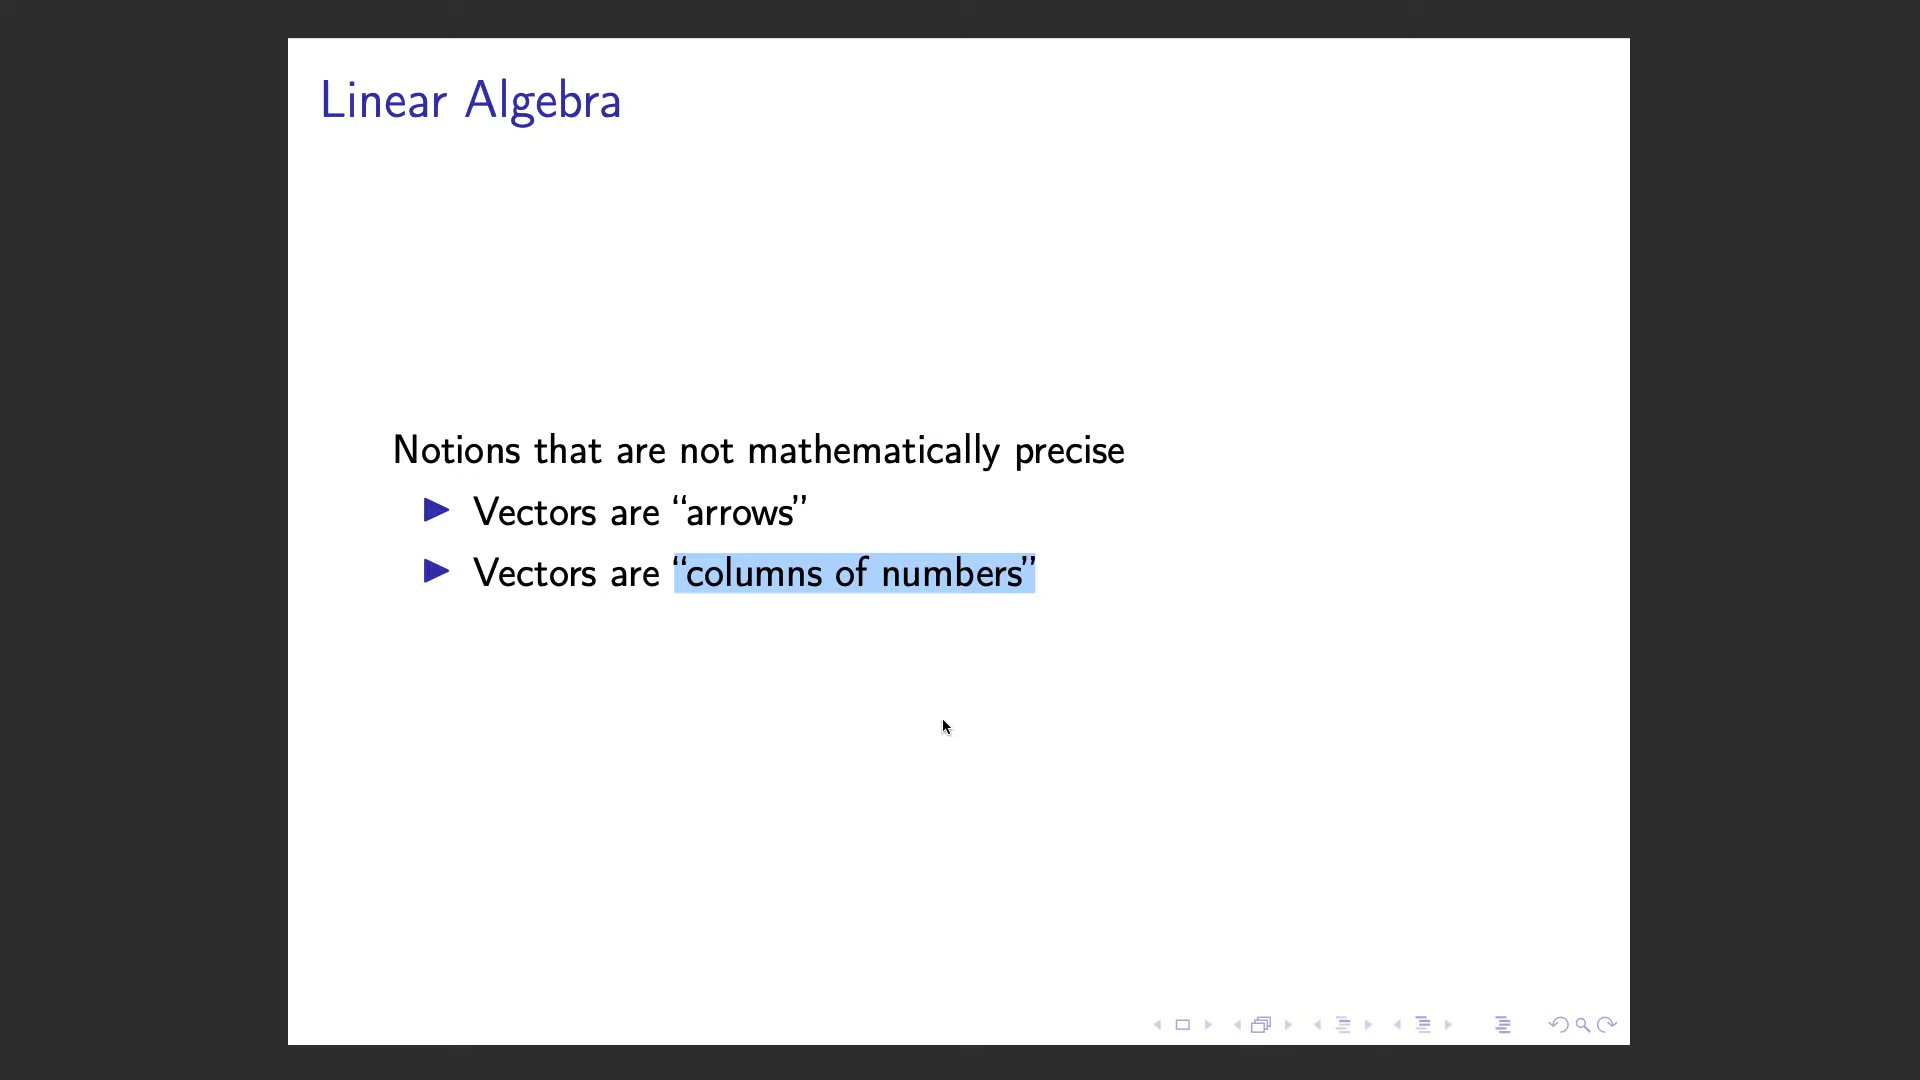 Linear Algebra
Notions that are not mathematically precise
Vectors are “arrows”
Vectors are “columns of numbers”